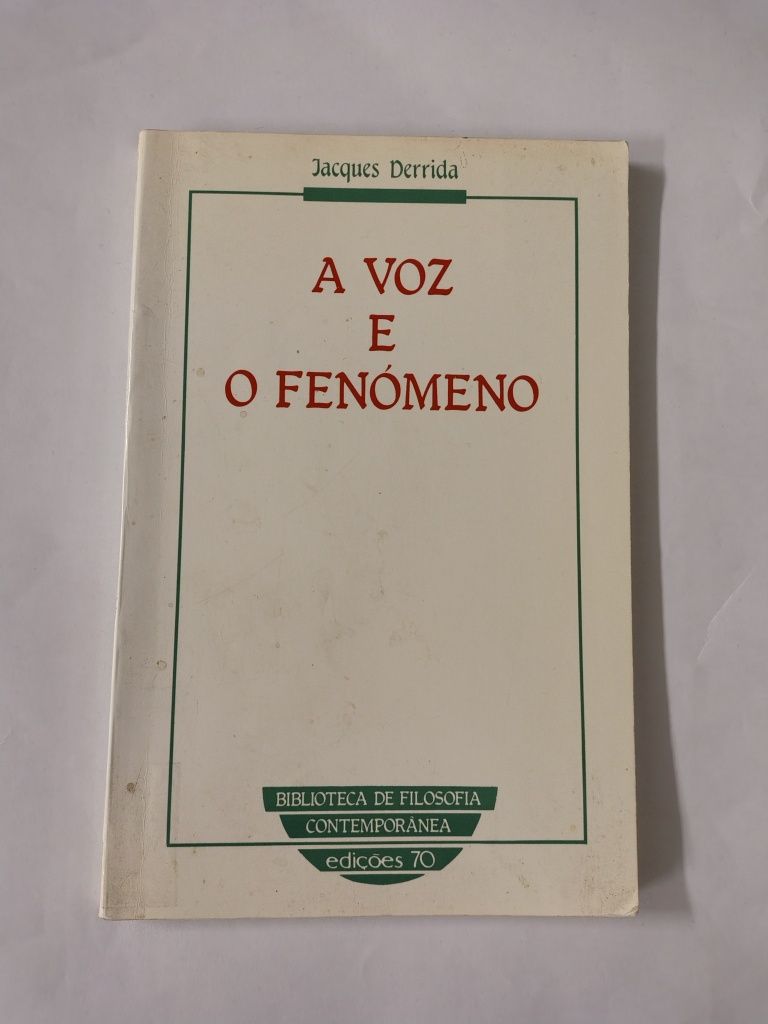 Jacques Derrida
A VOZ
E
O FENÓMENO
BIBLIOTECA DE FILOSOFIA
CONTEMPORÂNEA
edições 70